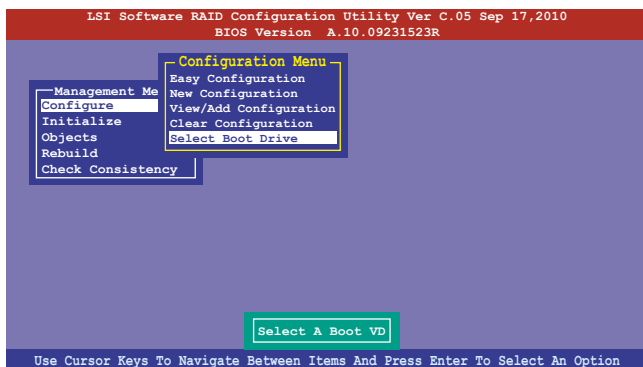 LSI Software RAID Configuration Utility Ver C.05 Sep 17,2010
BIOS Version A.10.09231523R
Configuration Menu
Easy Configuration
New Configuration
View/Add Configuration
Clear Configuration
Select Boot Drive
Management Me
Configure
Initialize
Objects
Rebuild
Check Consistency
Select A Boot VD
Use Cursor Keys To Navigate Between Items And Press Enter To Select An Option